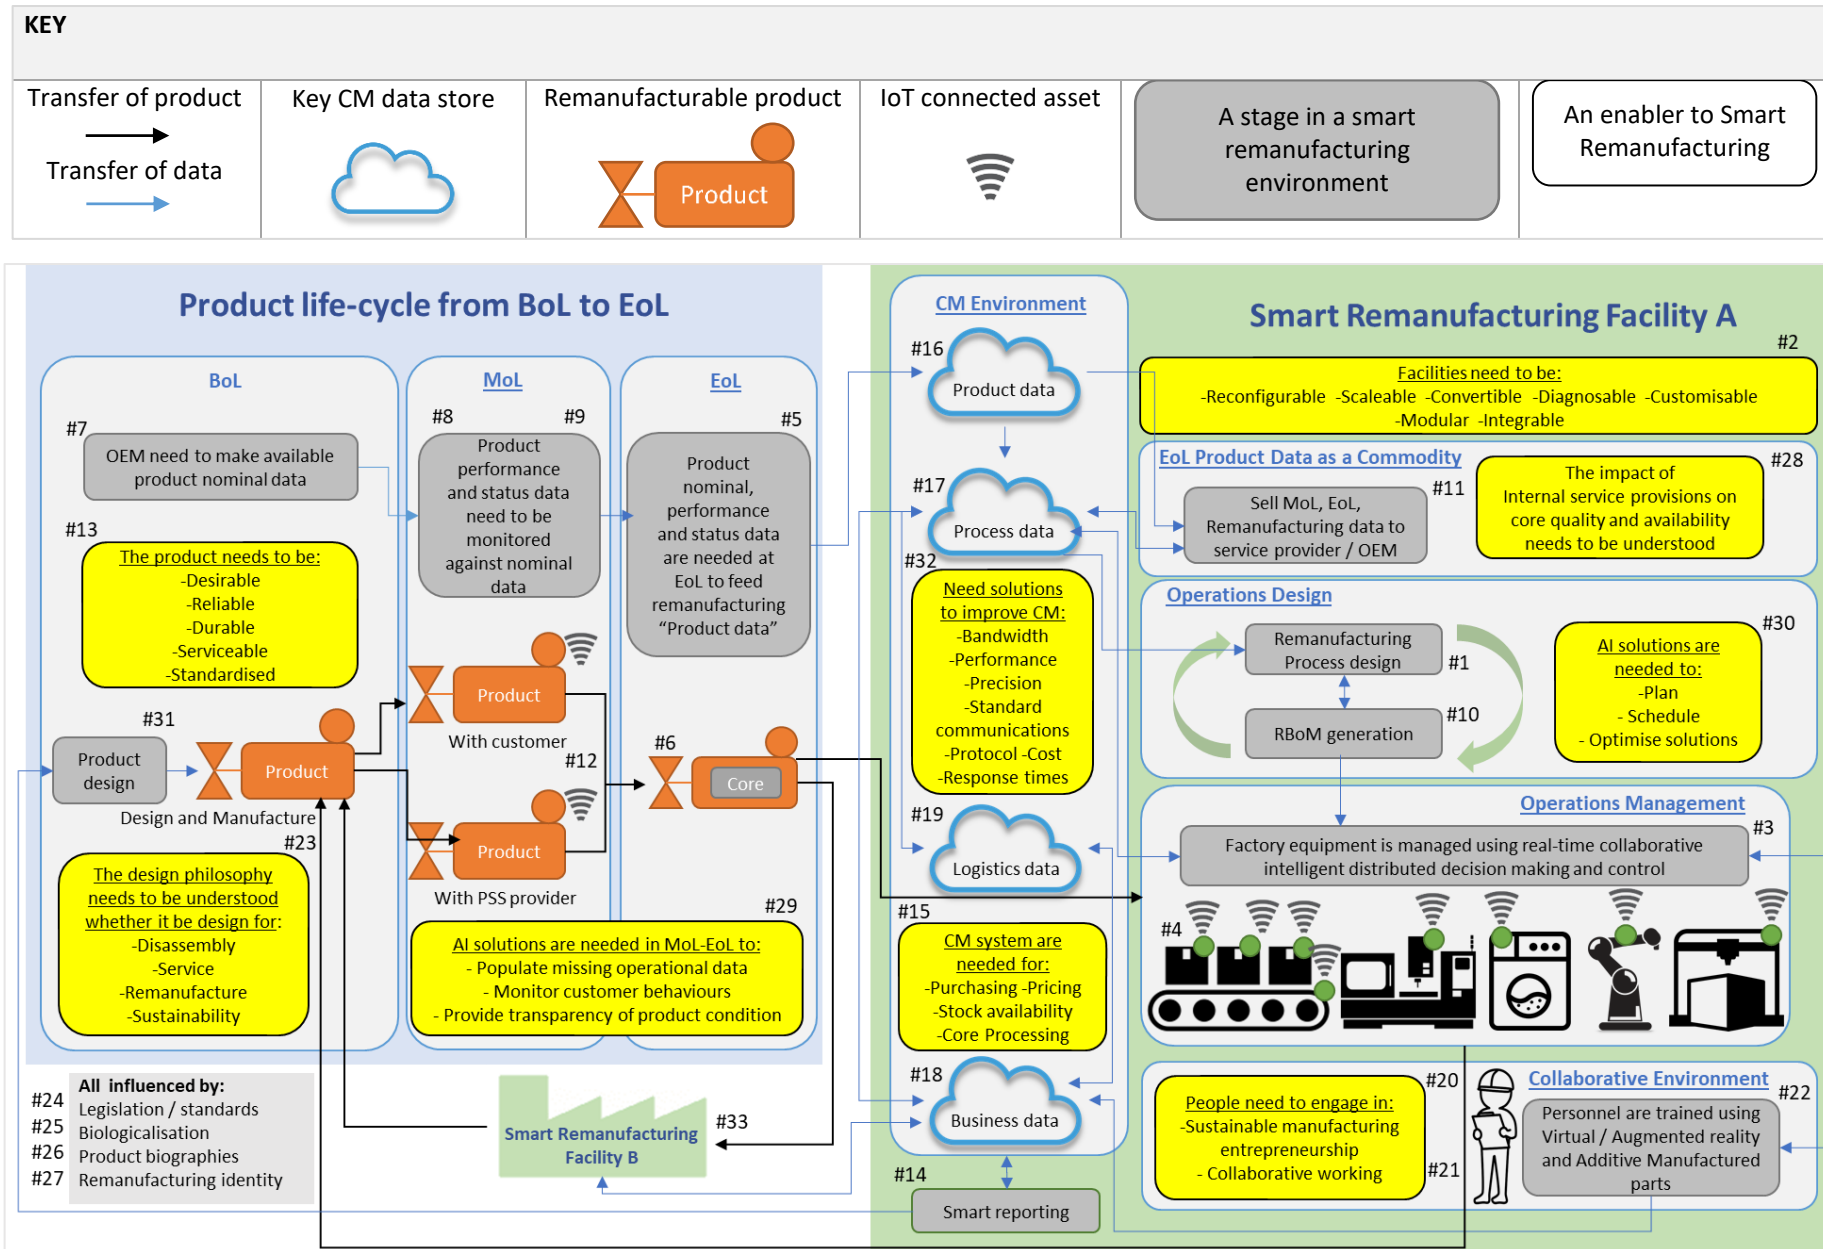 KEY
Transfer of product
Transfer of data
Key CM data store
Remanufacturable product
Product
IoT connected asset
A stage in a smart
remanufacturing
environment
An enabler to Smart
Remanufacturing
Product life-cycle from BoL to EoL
BoL
#7
OEM need to make available
product nominal data
#13
The product needs to be:
-Desirable
-Reliable
-Durable
-Serviceable
-Standardised
#31
Product
design
Product
Design and Manufacture
#23
The design philosophy
needs to be understood
whether it be design for:
-Disassembly
-Service
-Remanufacture
-Sustainability
MoL
#8
#9
Product
performance
and status data
need to be
monitored
against nominal
data
Product
With customer
#12
Product
With PSS provider
EoL
#5
Product
nominal,
performance
and status data
are needed at
EoL to feed
remanufacturing
“Product data”
#6
Core
#29
AI solutions are needed in MoL-EoL to:
- Populate missing operational data
- Monitor customer behaviours
- Provide transparency of product condition
#24
#25
#26
#27
All influenced by:
Legislation / standards
Biologicalisation
Product biographies
Remanufacturing identity
Smart Remanufacturing
Facility B
#33
CM Environment
#16
Product data
#17
Process data
#32
Need solutions
to improve CM:
-Bandwidth
-Performance
-Precision
-Standard
communications
-Protocol -Cost
-Response times
#19
Logistics data
#15
CM system are
needed for:
-Purchasing -Pricing
-Stock availability
-Core Processing
#18
Business data
#14
Smart reporting
Smart Remanufacturing Facility A
#2
Facilities need to be:
-Reconfigurable -Scaleable -Convertible -Diagnosable -Customisable
-Modular -Integrable
EoL Product Data as a Commodity
#11
Sell MoL, EoL,
Remanufacturing data to
service provider / OEM
#28
The impact of
Internal service provisions on
core quality and availability
needs to be understood
Operations Design
Remanufacturing
Process design
#1
#10
RBoM generation
#30
AI solutions are
needed to:
-Plan
- Schedule
- Optimise solutions
Operations Management
#3
Factory equipment is managed using real-time collaborative
intelligent distributed decision making and control
#4
Collaborative Environment
#20
People need to engage in:
-Sustainable manufacturing
entrepreneurship
- Collaborative working
#21
#22
Personnel are trained using
Virtual / Augmented reality
and Additive Manufactured
parts